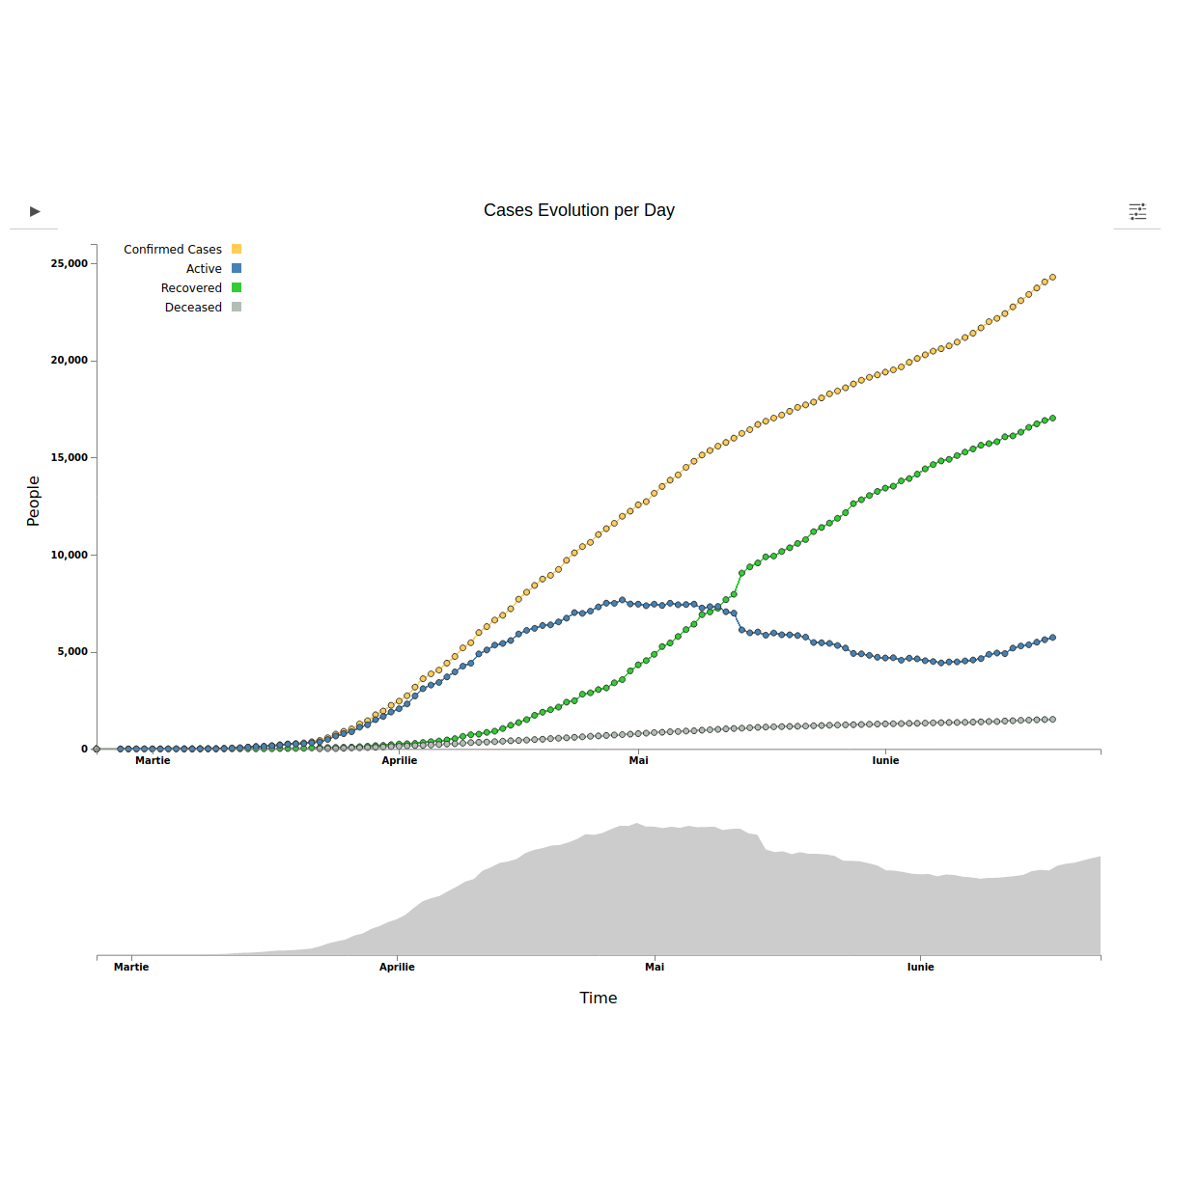 Cases Evolution per Day
Confirmed Cases
Active
Recovered
Deceased
25,000
20,000
15,000
10,000
5,000
0
People
Martie Aprilie Mai Iunie
Martie Aprilie Mai Iunie
Time